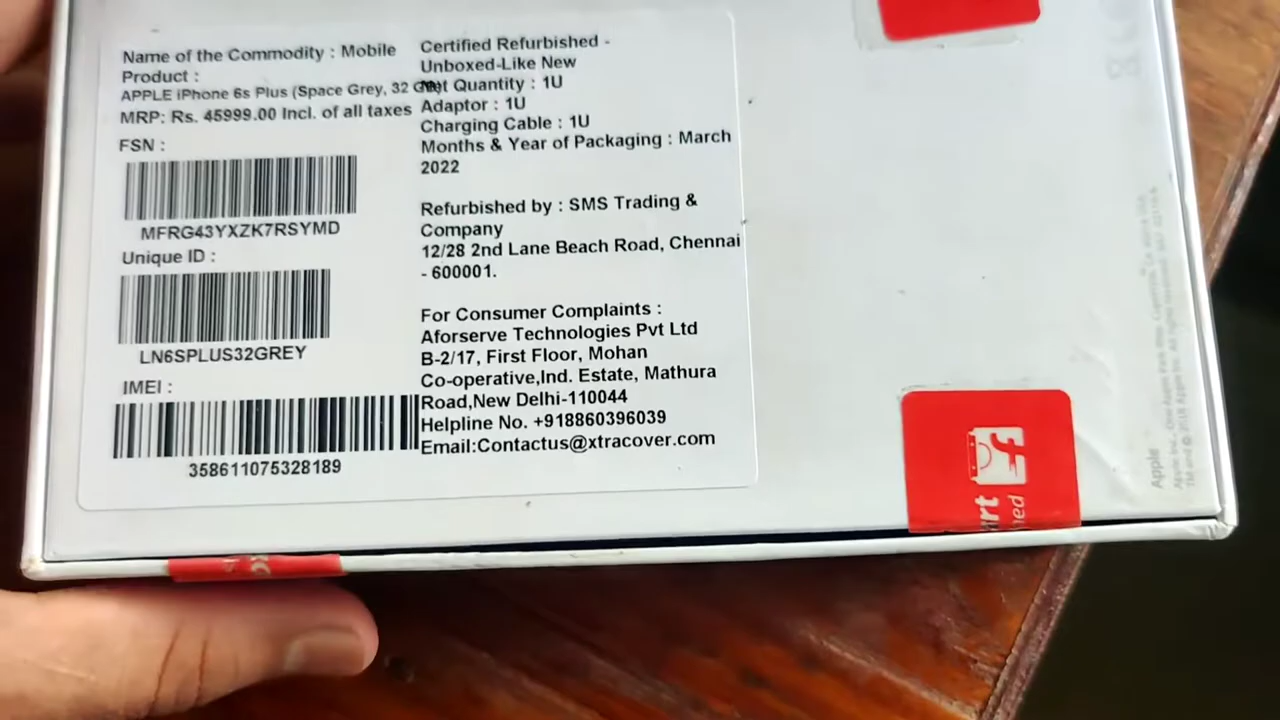 Name of the Commodity : Mobile
Product :
APPLE iPhone 6s Plus (Space Grey, 32 GB)
MRP: Rs. 45999.00 Incl. of all taxes
FSN :
MFRG43YXZK7RSYMD
Unique ID :
LN6SPLUS32GREY
IMEI :
358611075328189
Certified Refurbished -
Unboxed-Like New
Net Quantity : 1U
Adaptor : 1U
Charging Cable : 1U
Months & Year of Packaging : March
2022
Refurbished by : SMS Trading &
Company
12/28 2nd Lane Beach Road, Chennai
- 600001.
For Consumer Complaints :
Aforserve Technologies Pvt Ltd
B-2/17, First Floor, Mohan
Co-operative,Ind. Estate, Mathura
Road,New Delhi-110044
Helpline No. +918860396039
Email:Contactus@xtracover.com
Apple